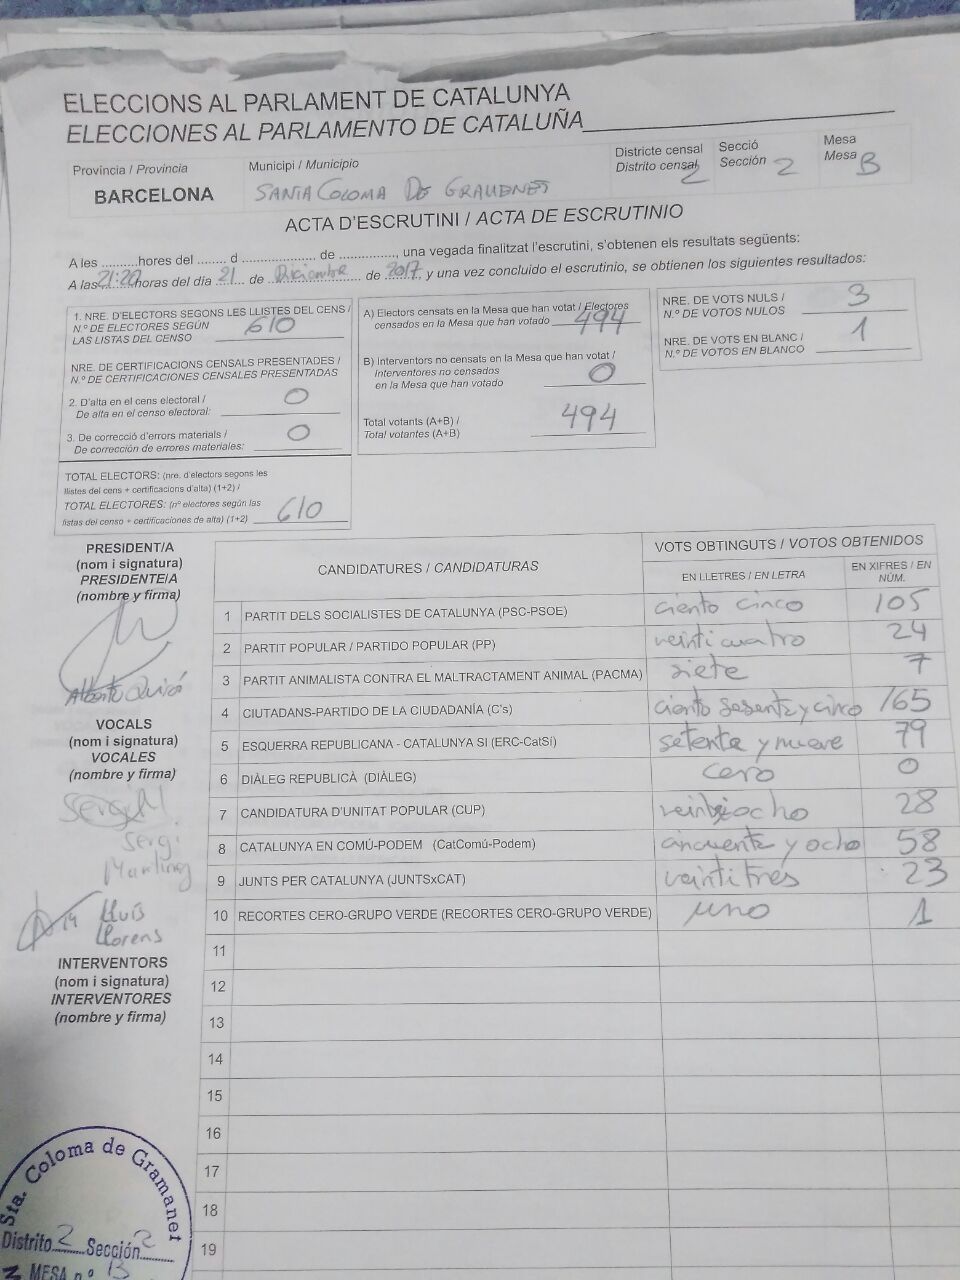 ELECCIONS AL PARLAMENT DE CATALUNYA
ELECCIONES AL PARLAMENTO DE CATALUÑA
Província / Provincia
BARCELONA
Municipi / Municipio
SANTA COLOMA DE GRAMENET
Districte censal
Distrito censal 2
Secció
Sección 2
Mesa
Mesa B
ACTA D'ESCRUTINI / ACTA DE ESCRUTINIO
A les ..........hores del ........ d .................... de ..............., una vegada finalitzat l'escrutini, s'obtenen els resultats següents:
A las 21:20 horas del día 21 de Diciembre de 2017 y una vez concluido el escrutinio, se obtienen los siguientes resultados:
1. NRE. D'ELECTORS SEGONS LES LLISTES DEL CENS /
N.º DE ELECTORES SEGÚN
LAS LISTAS DEL CENSO 610
NRE. DE CERTIFICACIONS CENSALS PRESENTADES /
N.º DE CERTIFICACIONES CENSALES PRESENTADAS
2. D'alta en el cens electoral /
De alta en el censo electoral: 0
3. De correcció d'errors materials /
De corrección de errores materiales: 0
TOTAL ELECTORS: (nre. d'electors segons les
llistes del cens + certificacions d'alta) (1+2) /
TOTAL ELECTORES: (nº electores según las
listas del censo + certificaciones de alta) (1+2) 610
A) Electors censats en la Mesa que han votat / Electores
censados en la Mesa que han votado 494
B) Interventors no censats en la Mesa que han votat /
Interventores no censados
en la Mesa que han votado 0
Total votants (A+B) /
Total votantes (A+B) 494
NRE. DE VOTS NULS /
N.º DE VOTOS NULOS 3
NRE. DE VOTS EN BLANC /
N.º DE VOTOS EN BLANCO 1
PRESIDENT/A
(nom i signatura)
PRESIDENTE/A
(nombre y firma)
VOCALS
(nom i signatura)
VOCALES
(nombre y firma)
Sergi
Martínez
Lluís
Llorens
INTERVENTORS
(nom i signatura)
INTERVENTORES
(nombre y firma)
CANDIDATURES / CANDIDATURAS
VOTS OBTINGUTS / VOTOS OBTENIDOS
EN LLETRES / EN LETRA
EN XIFRES / EN NÚM.
1 PARTIT DELS SOCIALISTES DE CATALUNYA (PSC-PSOE) ciento cinco 105
2 PARTIT POPULAR / PARTIDO POPULAR (PP) veinticuatro 24
3 PARTIT ANIMALISTA CONTRA EL MALTRACTAMENT ANIMAL (PACMA) siete 7
4 CIUTADANS-PARTIDO DE LA CIUDADANÍA (C's) ciento sesenta y cinco 165
5 ESQUERRA REPUBLICANA - CATALUNYA SI (ERC-CatSí) setenta y nueve 79
6 DIÀLEG REPUBLICÀ (DIÀLEG) cero 0
7 CANDIDATURA D'UNITAT POPULAR (CUP) veintiocho 28
8 CATALUNYA EN COMÚ-PODEM (CatComú-Podem) cincuenta y ocho 58
9 JUNTS PER CATALUNYA (JUNTSxCAT) veintitres 23
10 RECORTES CERO-GRUPO VERDE (RECORTES CERO-GRUPO VERDE) uno 1
11
12
13
14
15
16
17
18
19
Sta. Coloma de Gramanet
Distrito 2 Sección 2
MESA n.º B